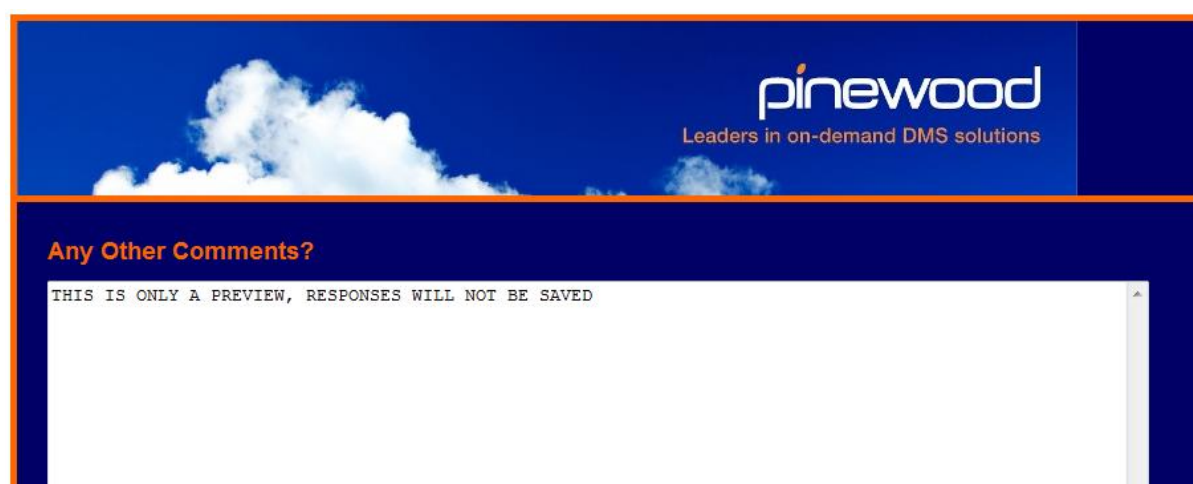 pinewood
Leaders in on-demand DMS solutions
Any Other Comments?
THIS IS ONLY A PREVIEW, RESPONSES WILL NOT BE SAVED